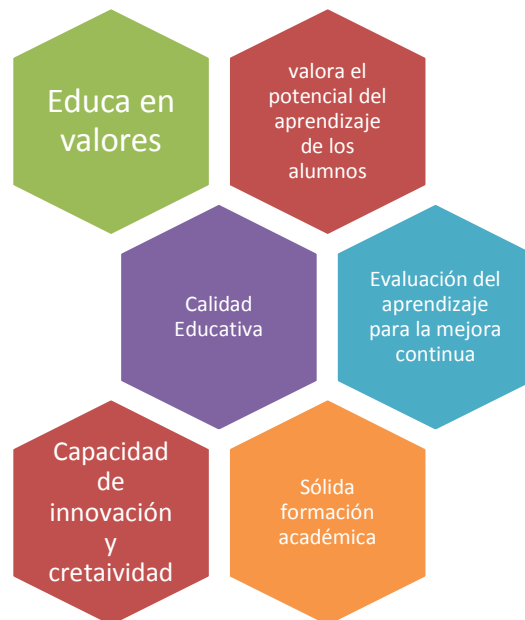 Educa en
valores
valora el
potencial del
aprendizaje
de los
alumnos
Calidad
Educativa
Evaluación del
aprendizaje
para la mejora
continua
Capacidad
de
innovación
y
cretaividad
Sólida
formación
académica